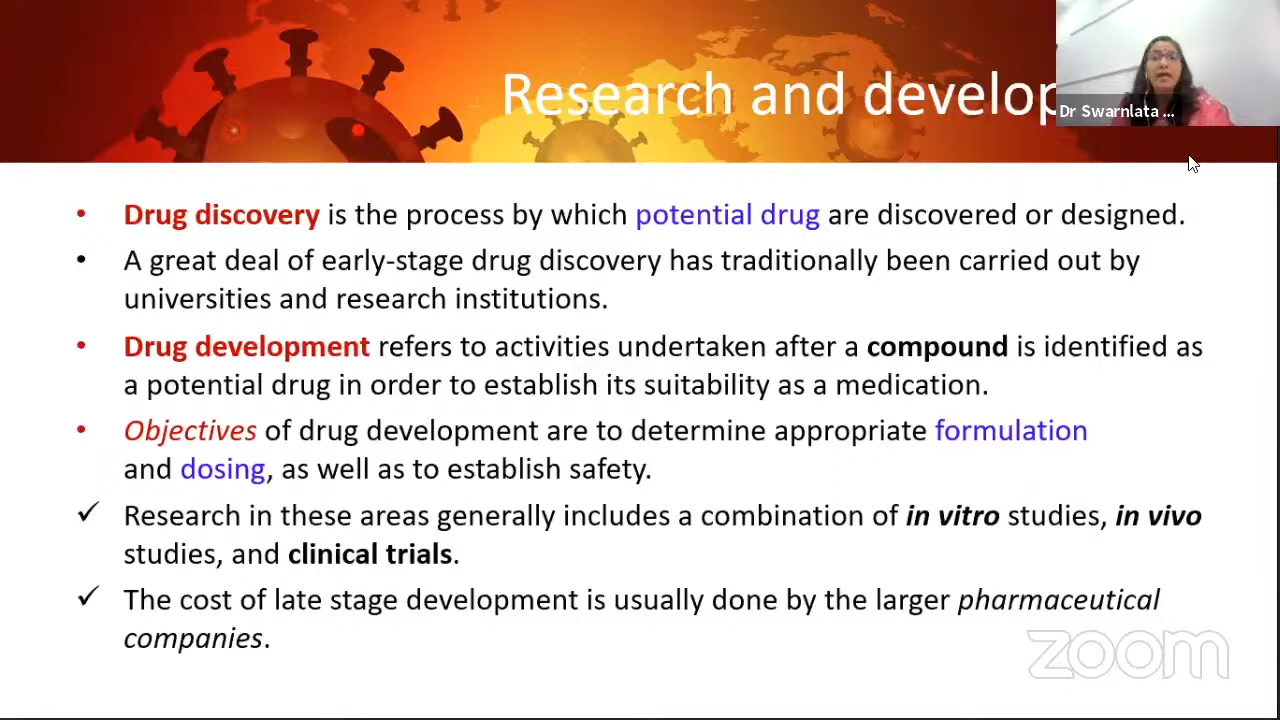 Research and develop
Dr Swarnlata ...
• Drug discovery is the process by which potential drug are discovered or designed.
• A great deal of early-stage drug discovery has traditionally been carried out by
universities and research institutions.
• Drug development refers to activities undertaken after a compound is identified as
a potential drug in order to establish its suitability as a medication.
• Objectives of drug development are to determine appropriate formulation
and dosing, as well as to establish safety.
✓ Research in these areas generally includes a combination of in vitro studies, in vivo
studies, and clinical trials.
✓ The cost of late stage development is usually done by the larger pharmaceutical
companies.
zoom